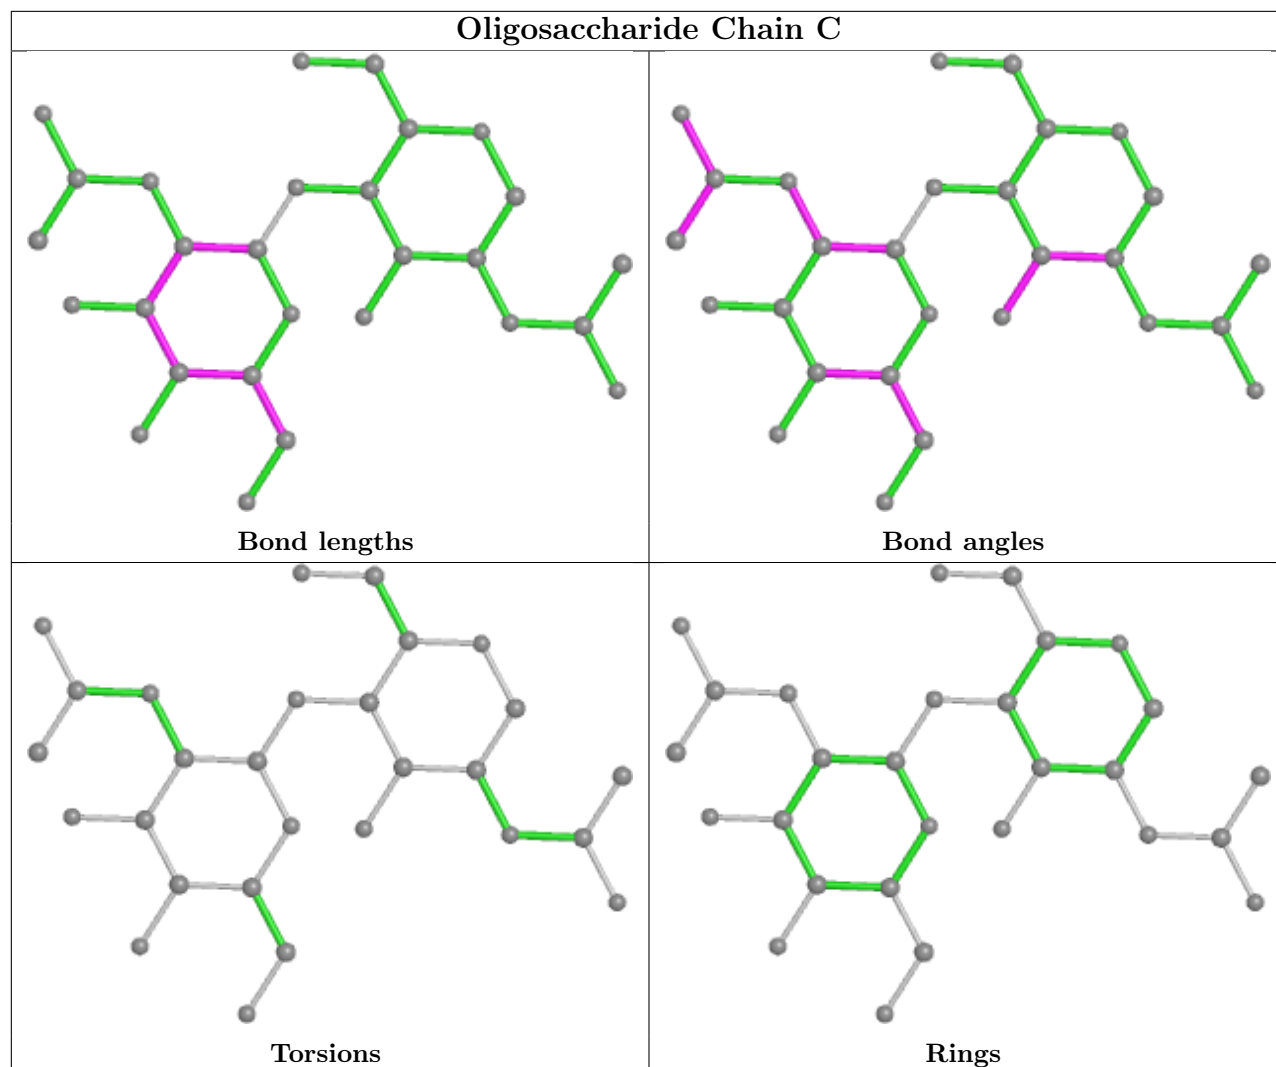 Oligosaccharide Chain C
Bond lengths
Bond angles
Torsions
Rings